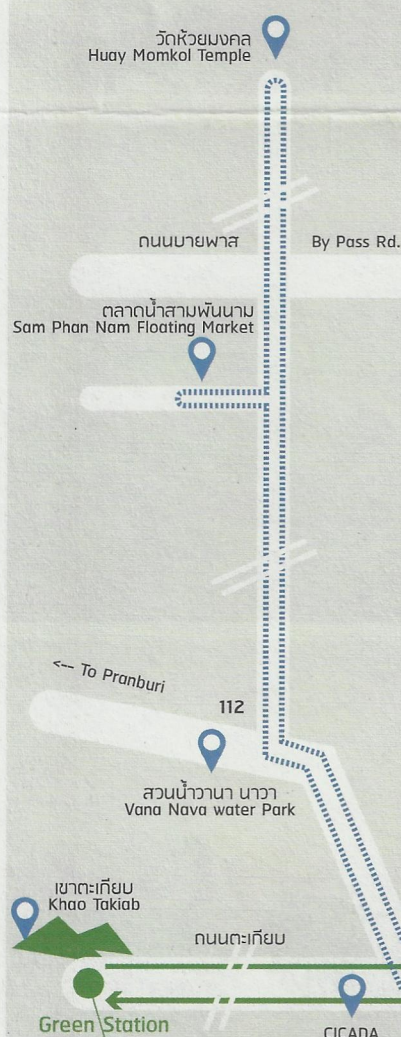 วัดห้วยมงคล
Huay Momkol Temple
ถนนบายพาส
By Pass Rd.
ตลาดน้ำสามพันนาม
Sam Phan Nam Floating Market
<--- To Pranburi
112
สวนน้ำวานา นาวา
Vana Nava water Park
เขาตะเกียบ
Khao Takiab
ถนนตะเกียบ
Green Station
CICADA